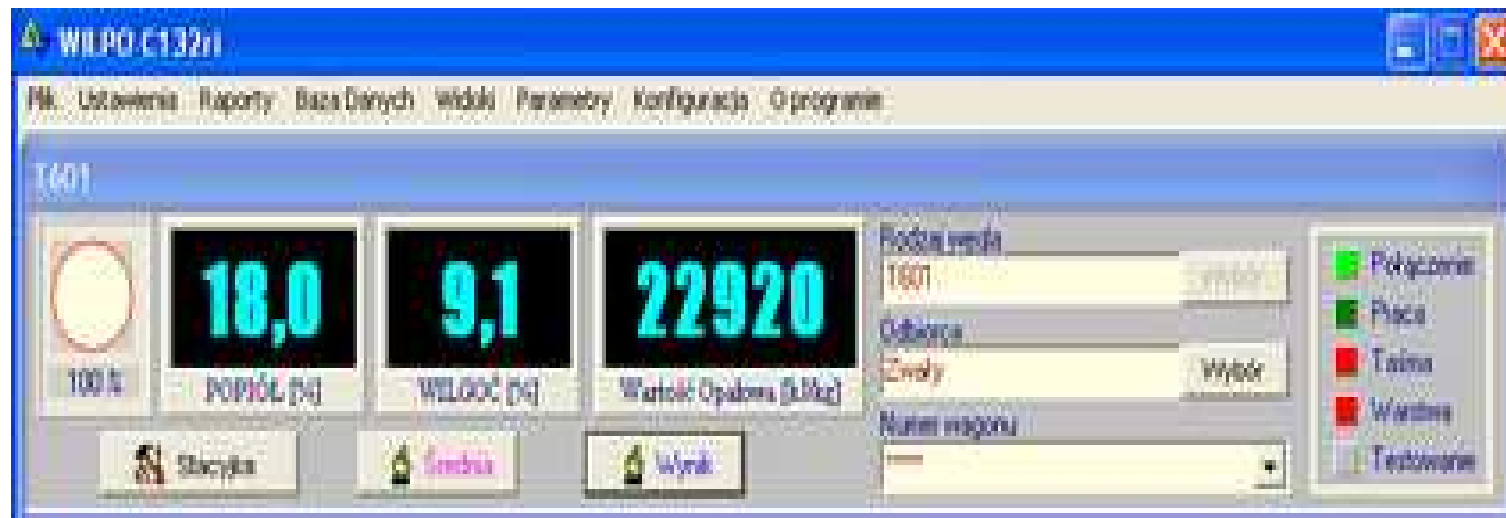 WILPO C132ri
Plik Ustawienia Raporty Baza Danych Widoki Parametry Konfiguracja O programie
T601
18,0
9,1
22920
100 %
POPIÓŁ [%]
WILGOĆ [%]
Wartość Opałowa [kJ/kg]
Rodzaj węgla
T601
Odbiorca
Zwały
Wybór
Numer wagonu
-----
Połączenie
Praca
Taśma
Warstwa
Testowanie
Stacyjka
Średnia
Wynik